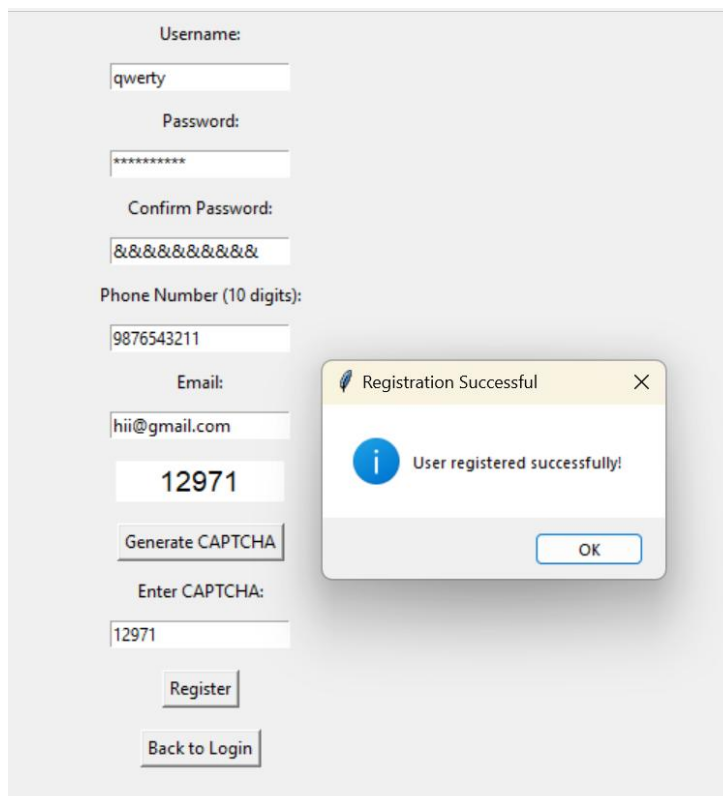 Username:
qwerty
Password:
**********
Confirm Password:
&&&&&&&&&&
Phone Number (10 digits):
9876543211
Email:
hii@gmail.com
12971
Generate CAPTCHA
Enter CAPTCHA:
12971
Register
Back to Login
Registration Successful
User registered successfully!
OK